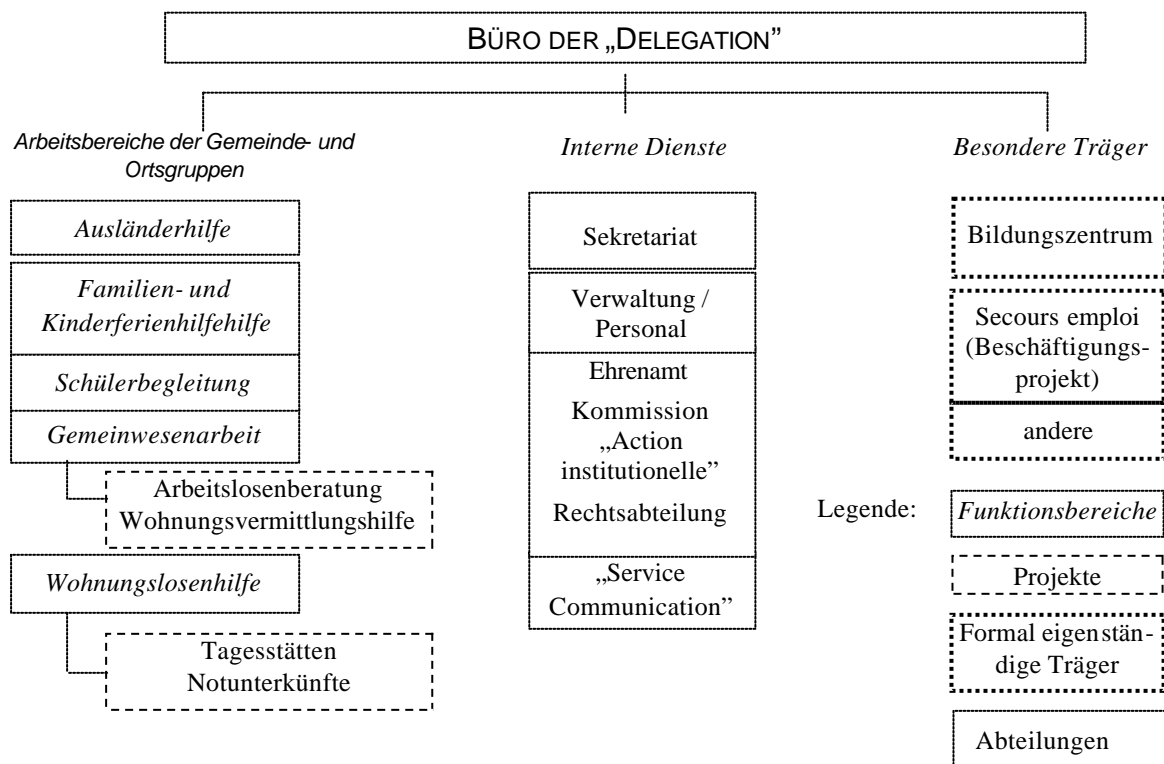 BÜRO DER „DELEGATION”
Arbeitsbereiche der Gemeinde- und
Ortsgruppen
Ausländerhilfe
Familien- und
Kinderferienhilfehilfe
Schülerbegleitung
Gemeinwesenarbeit
Arbeitslosenberatung
Wohnungsvermittlungshilfe
Wohnungslosenhilfe
Tagesstätten
Notunterkünfte
Interne Dienste
Sekretariat
Verwaltung /
Personal
Ehrenamt
Kommission
„Action
institutionelle”
Rechtsabteilung
„Service
Communication”
Besondere Träger
Bildungszentrum
Secours emploi
(Beschäftigungs-
projekt)
andere
Legende:
Funktionsbereiche
Projekte
Formal eigenstän-
dige Träger
Abteilungen